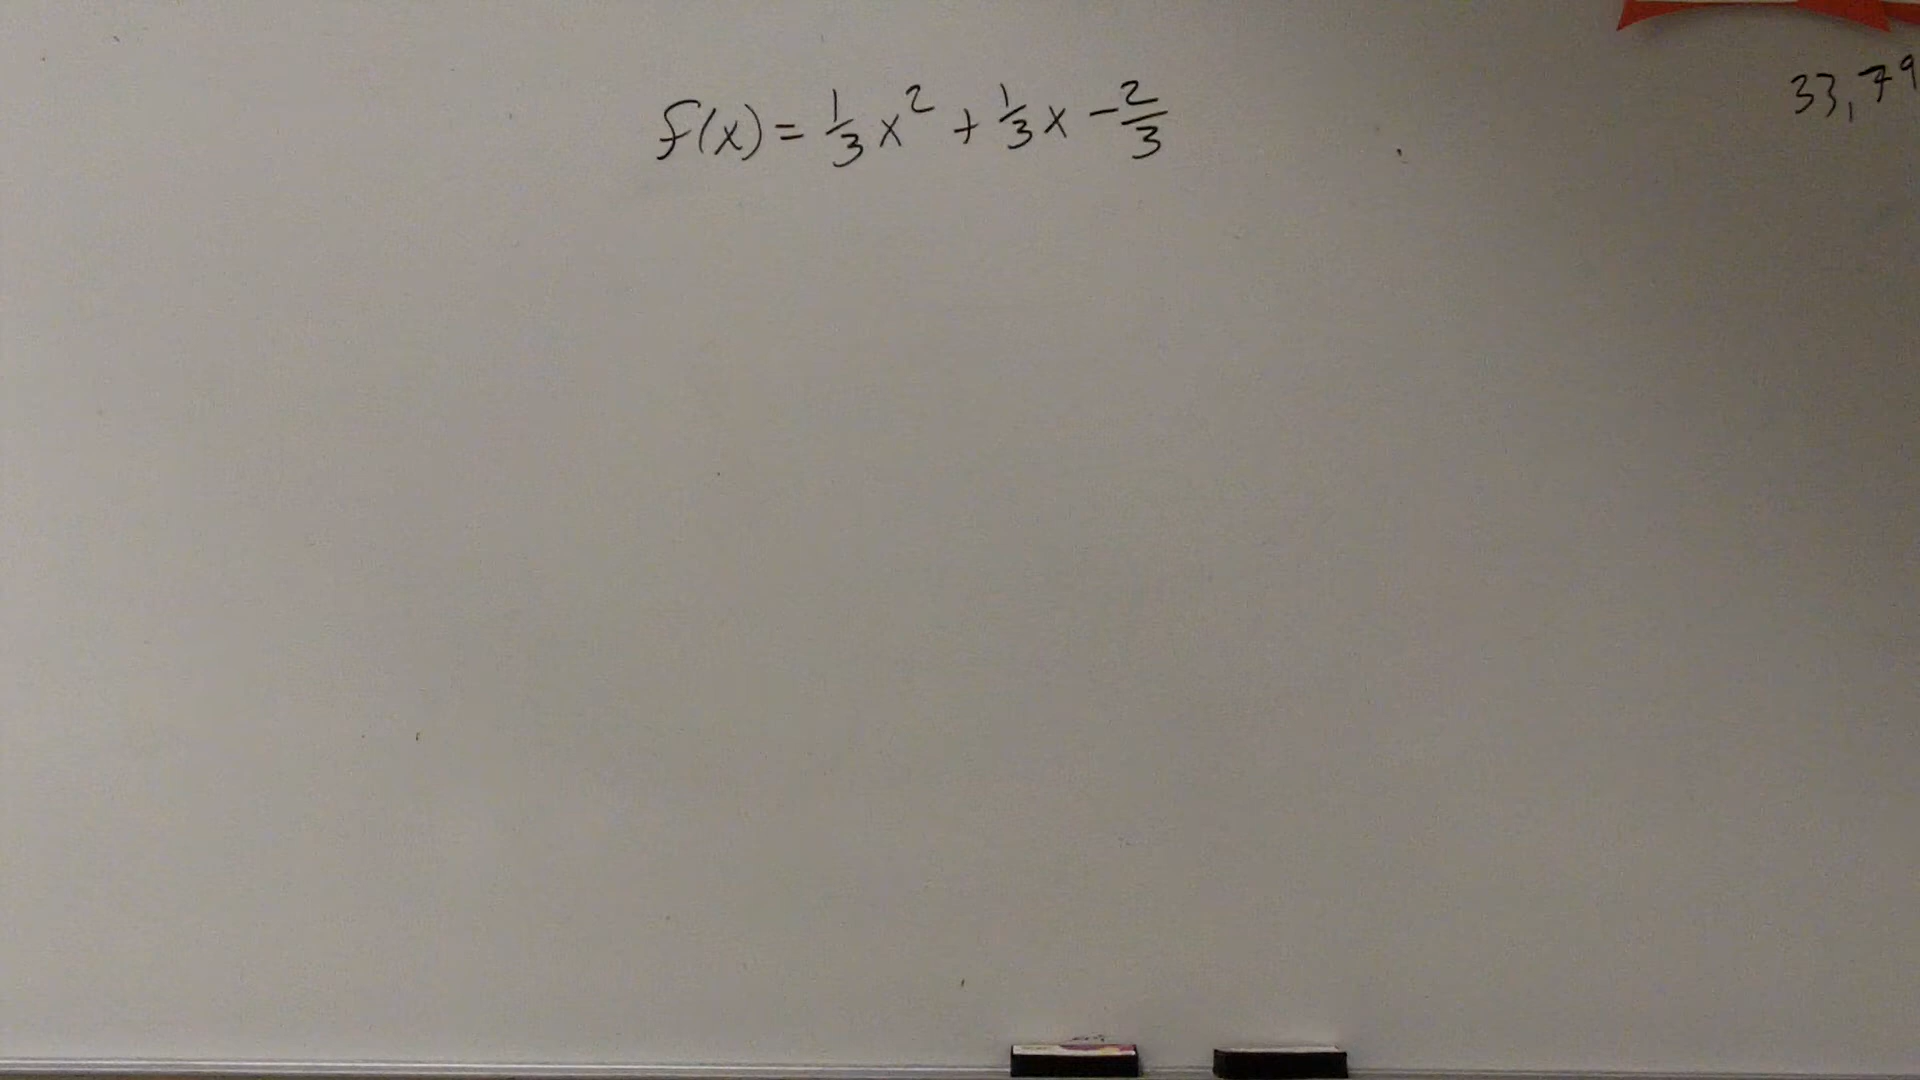 f(x) = 1/3 x² + 1/3 x - 2/3
33,79